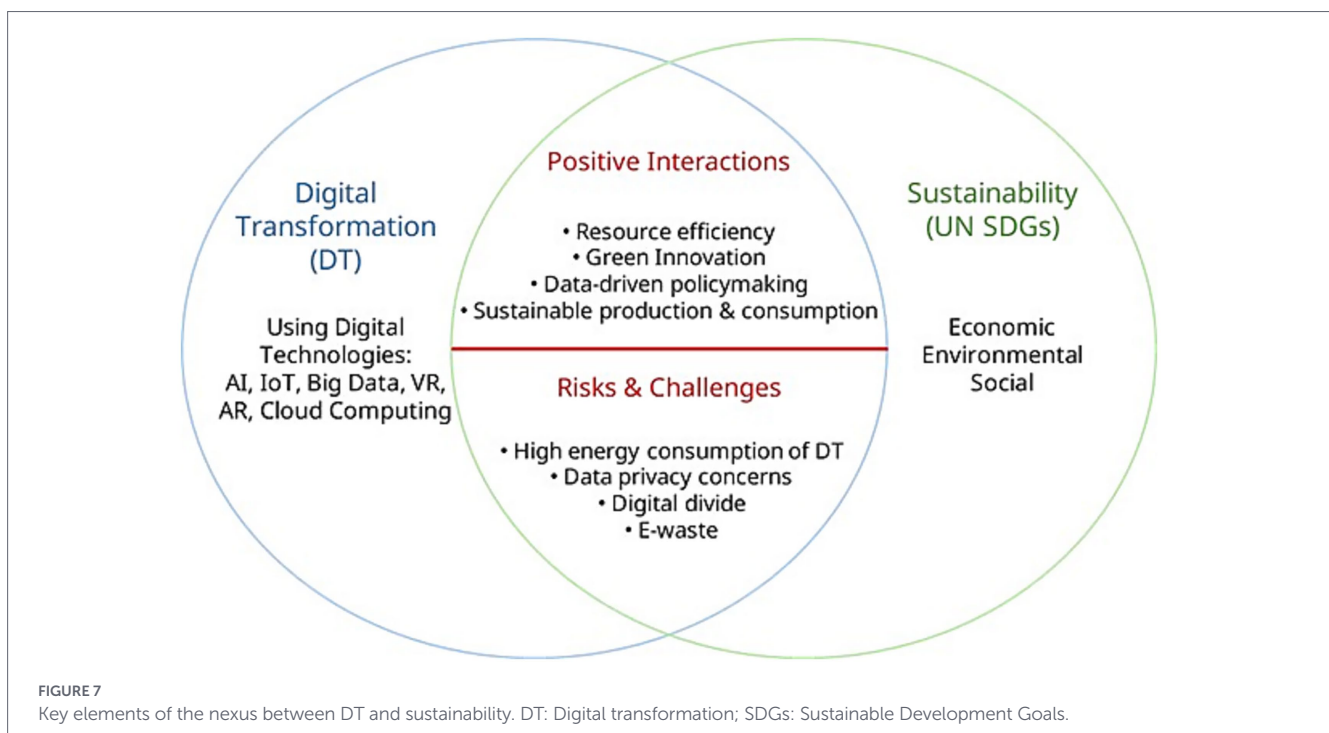 Digital
Transformation
(DT)
Using Digital
Technologies:
AI, IoT, Big Data, VR,
AR, Cloud Computing
Positive Interactions
• Resource efficiency
• Green Innovation
• Data-driven policymaking
• Sustainable production & consumption
Risks & Challenges
• High energy consumption of DT
• Data privacy concerns
• Digital divide
• E-waste
Sustainability
(UN SDGs)
Economic
Environmental
Social
FIGURE 7
Key elements of the nexus between DT and sustainability. DT: Digital transformation; SDGs: Sustainable Development Goals.